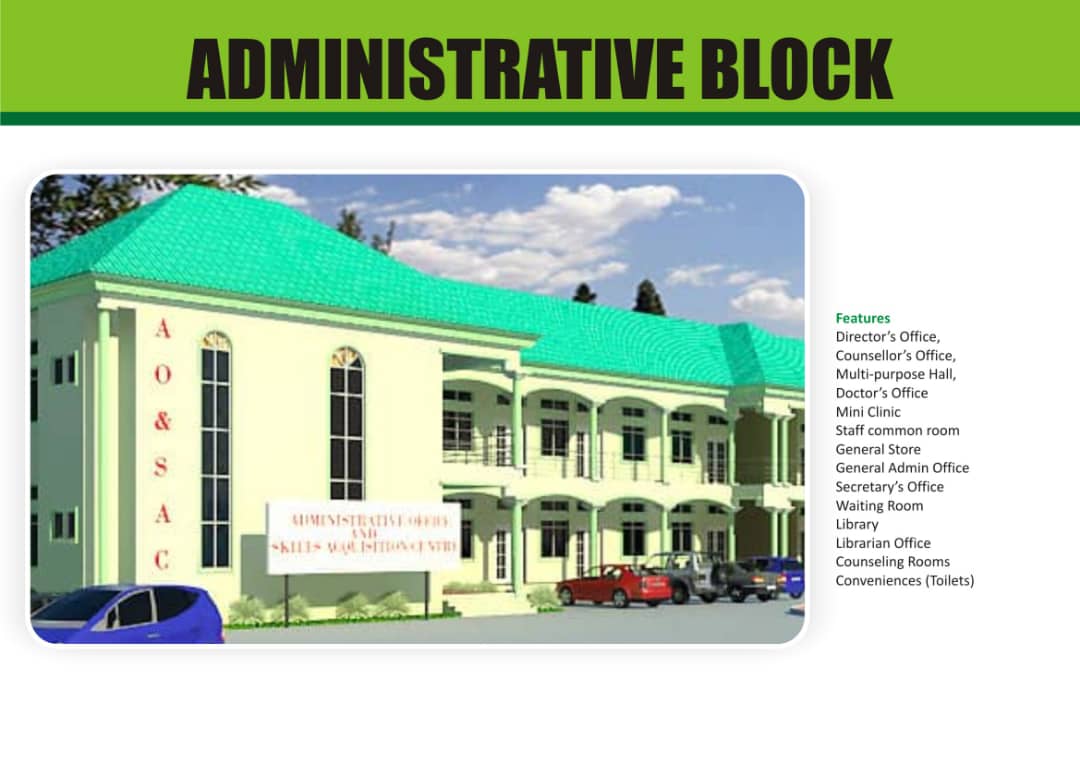 ADMINISTRATIVE BLOCK
A
O
&
S
A
C
ADMINISTRATIVE OFFICE
AND
SKILLS ACQUISITION CENTRE
Features
Director’s Office,
Counsellor’s Office,
Multi-purpose Hall,
Doctor’s Office
Mini Clinic
Staff common room
General Store
General Admin Office
Secretary’s Office
Waiting Room
Library
Librarian Office
Counseling Rooms
Conveniences (Toilets)